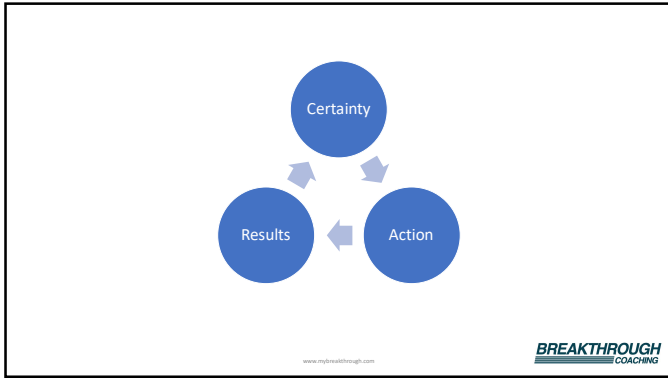 Certainty
Results
Action
www.mybreakthrough.com
BREAKTHROUGH
COACHING